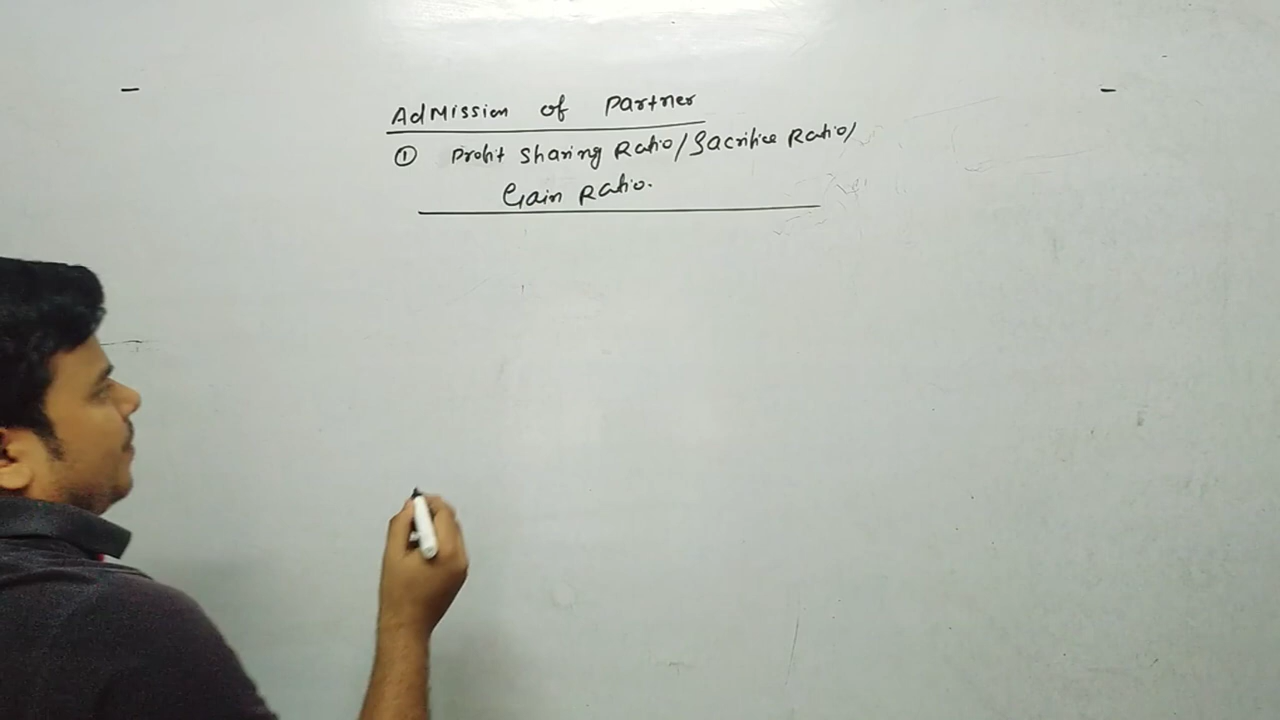 Admission of Partner
① Profit Sharing Ratio/Sacrifice Ratio/
Gain Ratio.